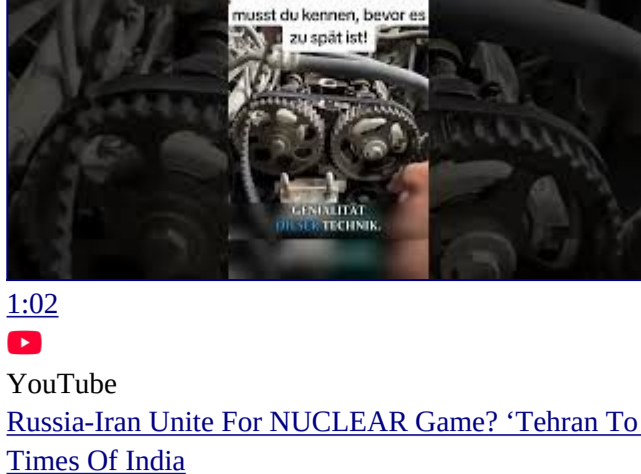 musst du kennen, bevor es
zu spät ist!
GENIALITÄT
DIESER TECHNIK.
1:02
YouTube
Russia-Iran Unite For NUCLEAR Game? ‘Tehran To
Times Of India